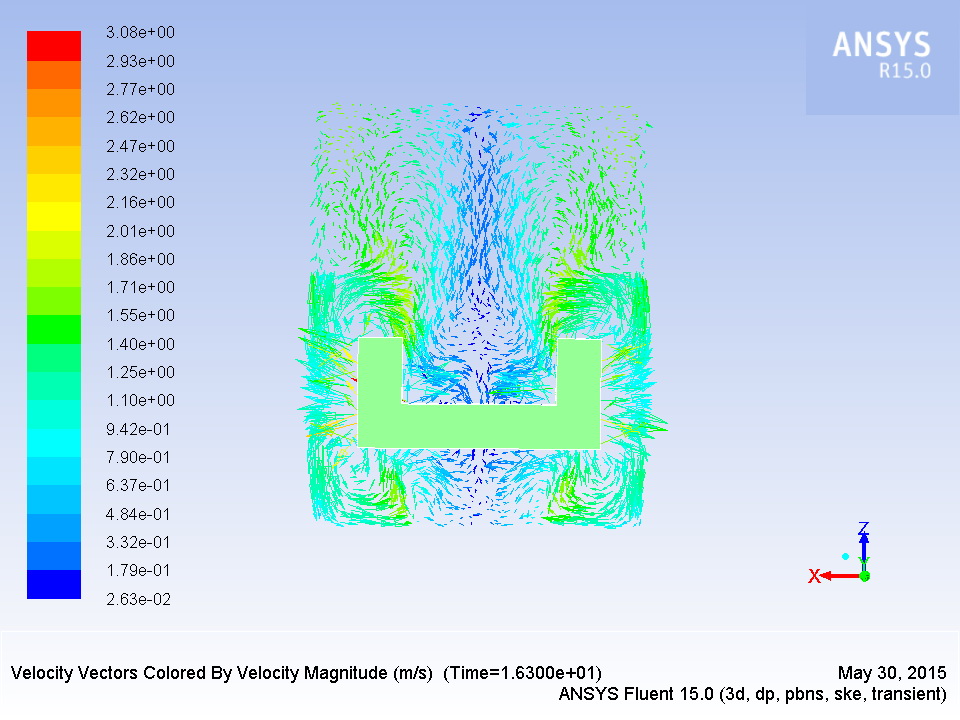 3.08e+00
2.93e+00
2.77e+00
2.62e+00
2.47e+00
2.32e+00
2.16e+00
2.01e+00
1.86e+00
1.71e+00
1.55e+00
1.40e+00
1.25e+00
1.10e+00
9.42e-01
7.90e-01
6.37e-01
4.84e-01
3.32e-01
1.79e-01
2.63e-02
ANSYS
R15.0
Z
Y
X
Velocity Vectors Colored By Velocity Magnitude (m/s)  (Time=1.6300e+01)
May 30, 2015
ANSYS Fluent 15.0 (3d, dp, pbns, ske, transient)